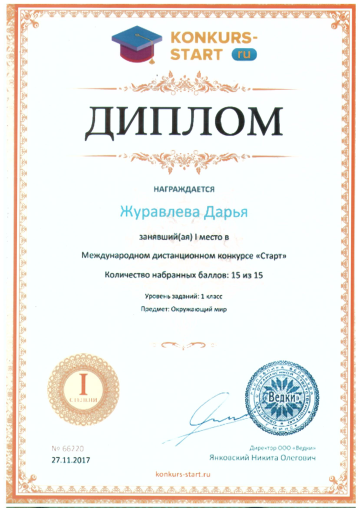 KONKURS-
START ru
ДИПЛОМ
НАГРАЖДАЕТСЯ
Журавлева Дарья
занявший(ая) I место в
Международном дистанционном конкурсе «Старт»
Количество набранных баллов: 15 из 15
Уровень заданий: 1 класс
Предмет: Окружающий мир
I
СТЕПЕНИ
"Ведки"
№ 66220
27.11.2017
Директор ООО «Ведки»
Янковский Никита Олегович
konkurs-start.ru